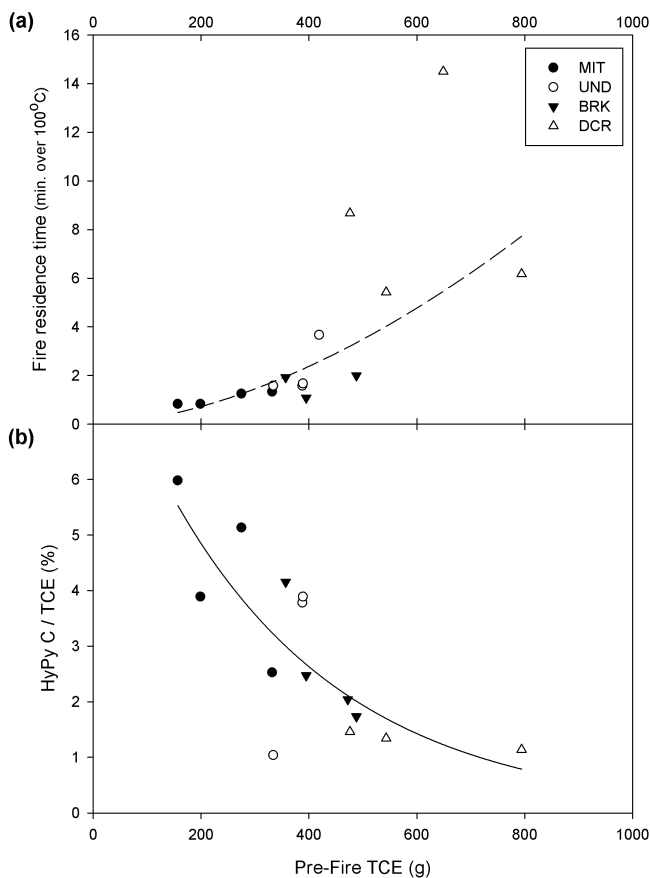 (a)
0 200 400 600 800 1000
16
14
12
10
8
6
4
2
0
Fire residence time (min. over 100⁰C)
MIT
UND
BRK
DCR
(b)
6
5
4
3
2
1
0
HyPy C / TCE (%)
0 200 400 600 800 1000
Pre-Fire TCE (g)